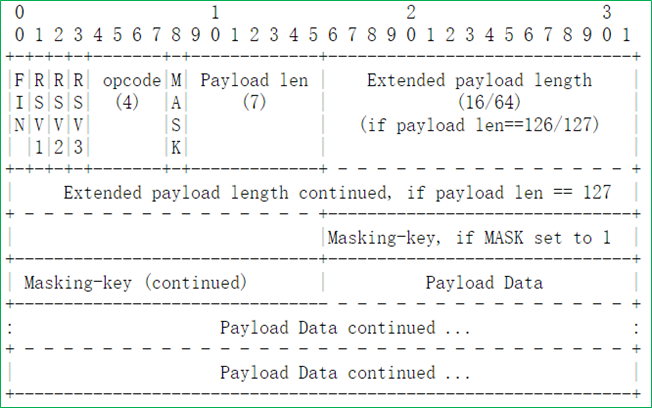 0                   1                   2                   3
0 1 2 3 4 5 6 7 8 9 0 1 2 3 4 5 6 7 8 9 0 1 2 3 4 5 6 7 8 9 0 1
+-+-+-+-+-------+-+-------------+-------------------------------+
|F|R|R|R| opcode|M| Payload len |    Extended payload length    |
|I|S|S|S|  (4)  |A|     (7)     |             (16/64)           |
|N|V|V|V|       |S|             |   (if payload len==126/127)   |
| |1|2|3|       |K|             |                               |
+-+-+-+-+-------+-+-------------+ - - - - - - - - - - - - - - - +
|     Extended payload length continued, if payload len == 127  |
+ - - - - - - - - - - - - - - - +-------------------------------+
|                               |Masking-key, if MASK set to 1  |
+-------------------------------+-------------------------------+
| Masking-key (continued)       |          Payload Data         |
+-------------------------------- - - - - - - - - - - - - - - - +
:                     Payload Data continued ...                :
+ - - - - - - - - - - - - - - - - - - - - - - - - - - - - - - - +
|                     Payload Data continued ...                |
+---------------------------------------------------------------+